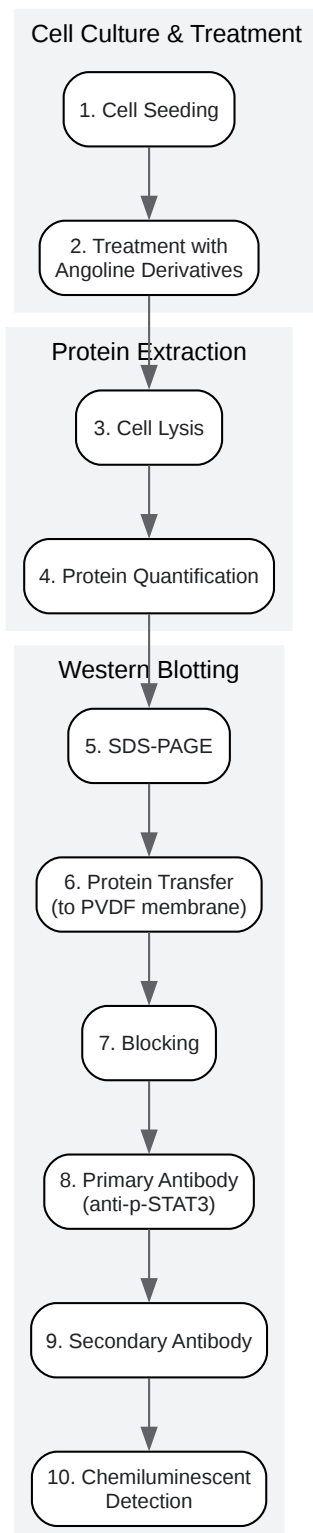 Cell Culture & Treatment
1. Cell Seeding
2. Treatment with
Angoline Derivatives
Protein Extraction
3. Cell Lysis
4. Protein Quantification
Western Blotting
5. SDS-PAGE
6. Protein Transfer
(to PVDF membrane)
7. Blocking
8. Primary Antibody
(anti-p-STAT3)
9. Secondary Antibody
10. Chemiluminescent
Detection